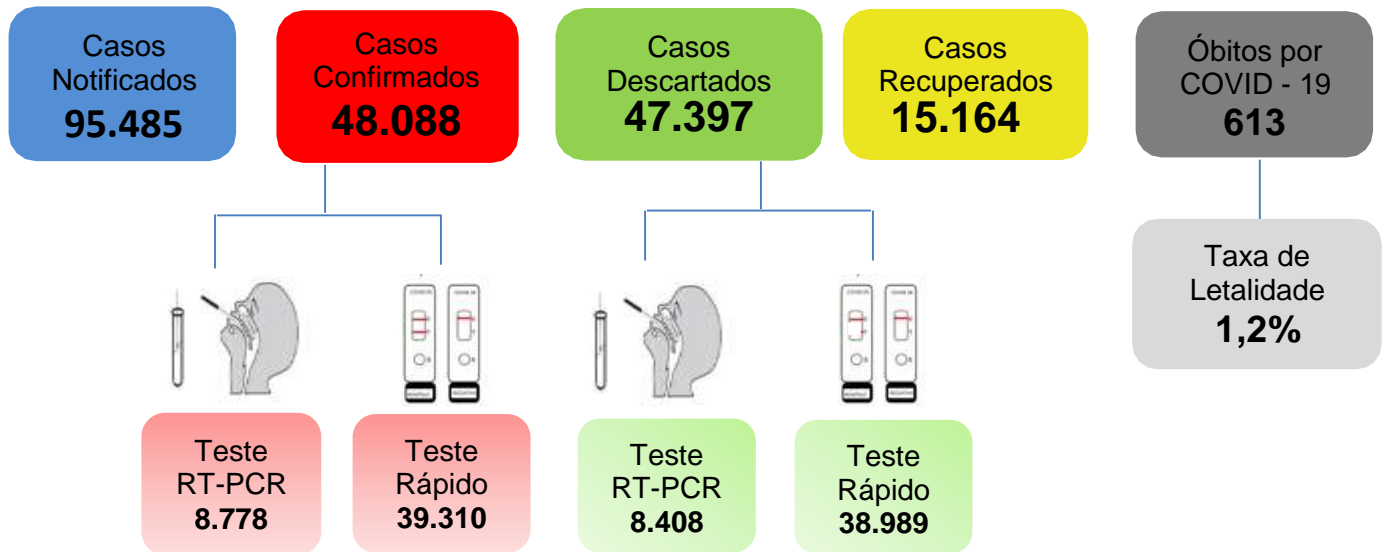 Casos
Notificados
95.485
Casos
Confirmados
48.088
Casos
Descartados
47.397
Casos
Recuperados
15.164
Óbitos por
COVID - 19
613
Taxa de
Letalidade
1,2%
Teste
RT-PCR
8.778
Teste
Rápido
39.310
Teste
RT-PCR
8.408
Teste
Rápido
38.989